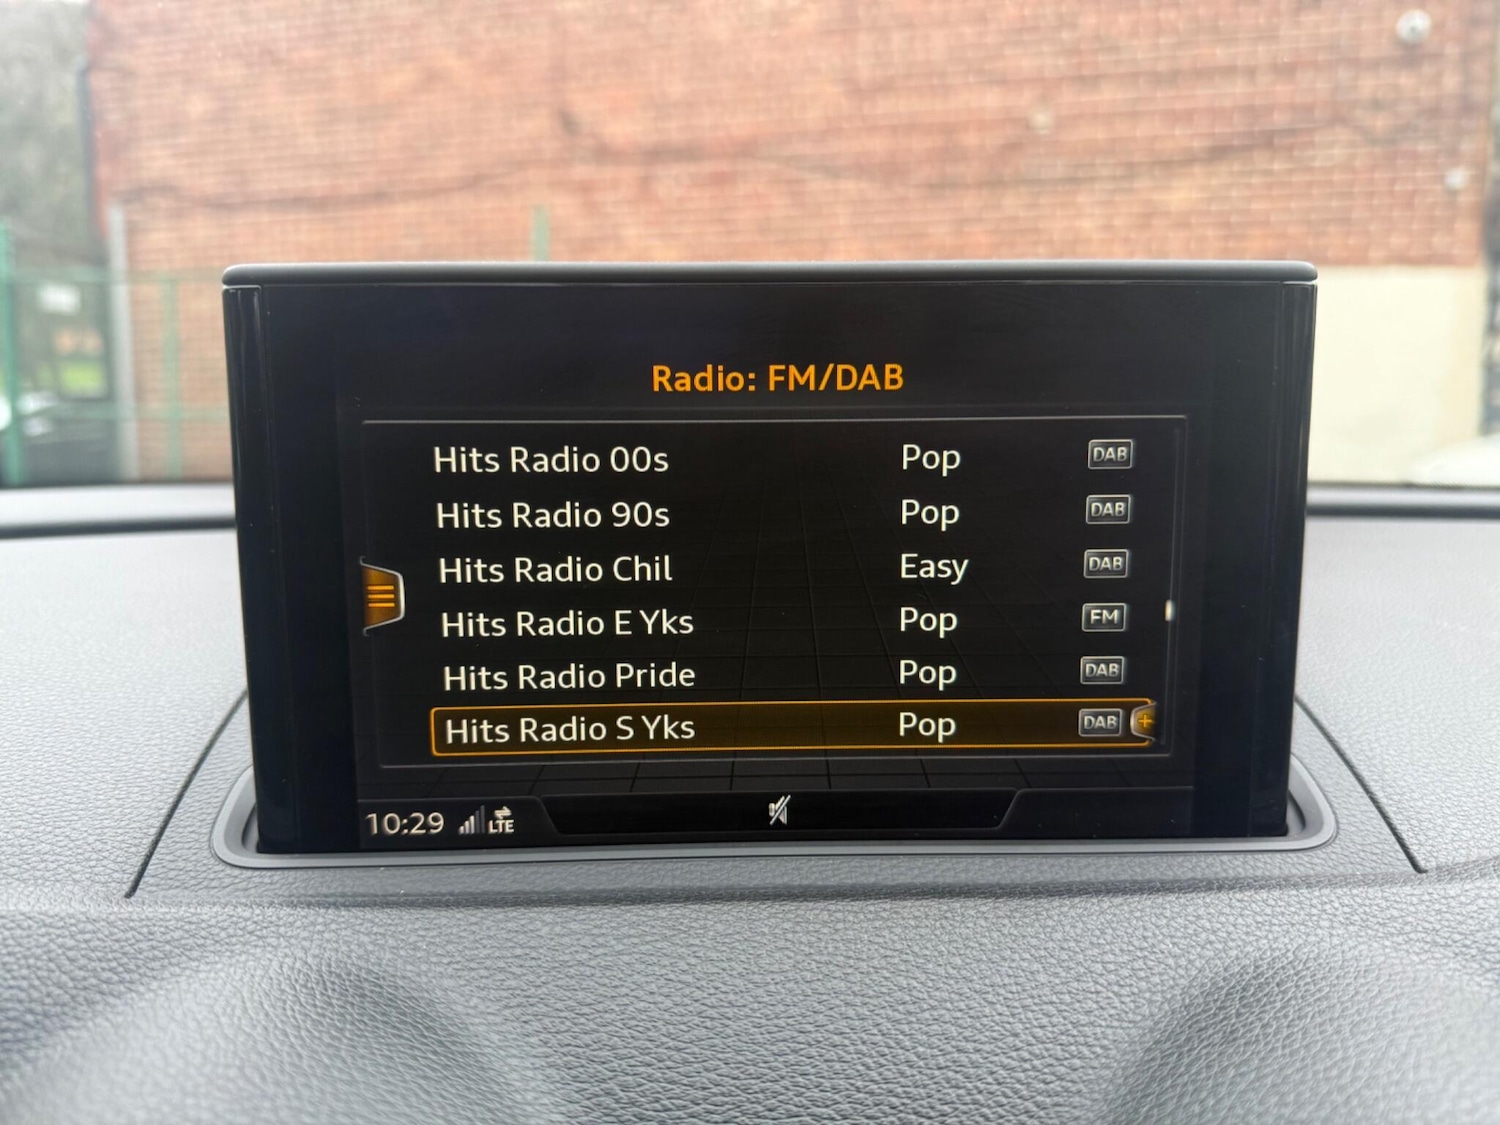 Radio: FM/DAB
Hits Radio 00s Pop DAB
Hits Radio 90s Pop DAB
Hits Radio Chil Easy DAB
Hits Radio E Yks Pop FM
Hits Radio Pride Pop DAB
Hits Radio S Yks Pop DAB +
10:29 LTE